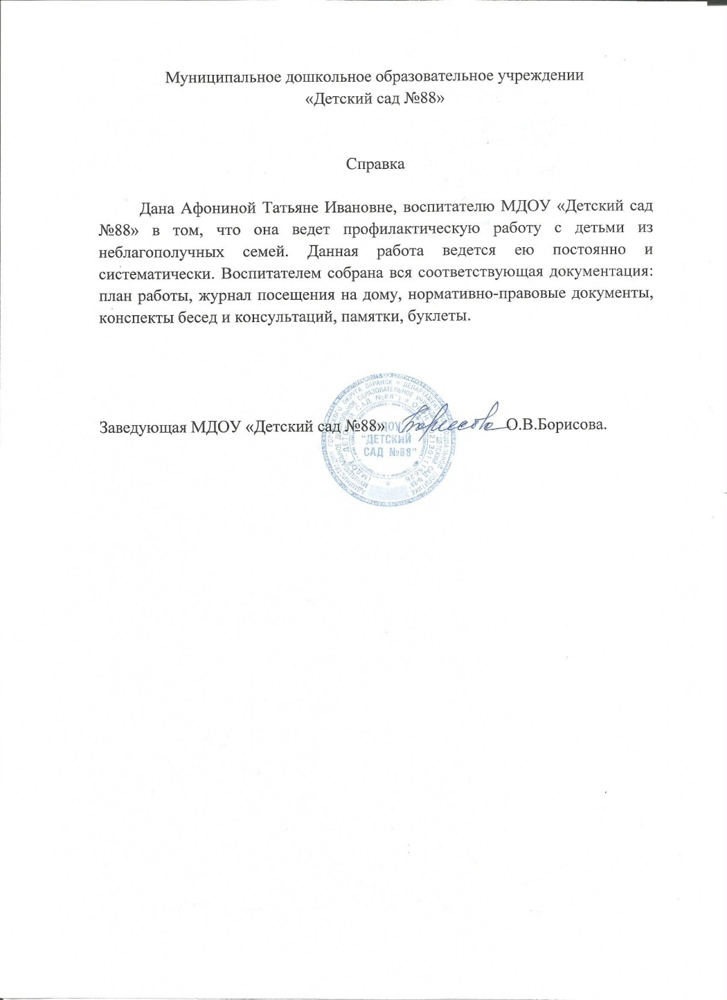 Муниципальное дошкольное образовательное учреждении
«Детский сад №88»
Справка
Дана Афониной Татьяне Ивановне, воспитателю МДОУ «Детский сад
№88» в том, что она ведет профилактическую работу с детьми из
неблагополучных семей. Данная работа ведется ею постоянно и
систематически. Воспитателем собрана вся соответствующая документация:
план работы, журнал посещения на дому, нормативно-правовые документы,
конспекты бесед и консультаций, памятки, буклеты.
Заведующая МДОУ «Детский сад №88» Борисова О.В.Борисова.
МДОУ
"ДЕТСКИЙ
САД №88"